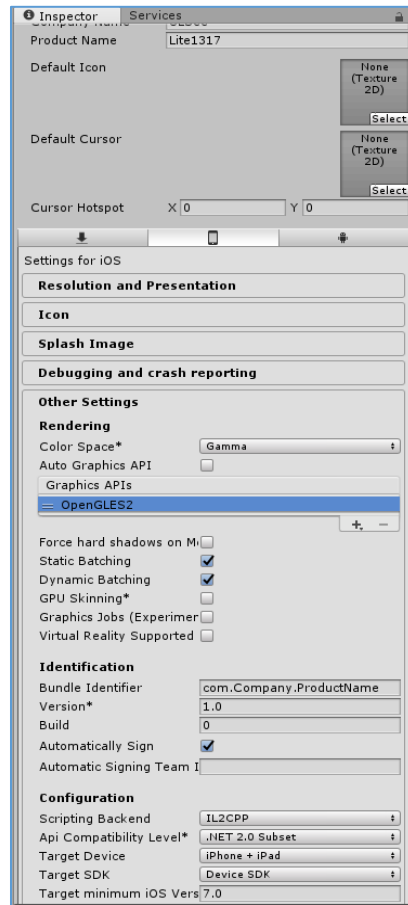 Inspector Services
Product Name Lite1317
Default Icon None
(Texture
2D)
Select
Default Cursor None
(Texture
2D)
Select
Cursor Hotspot X 0 Y 0
Settings for iOS
Resolution and Presentation
Icon
Splash Image
Debugging and crash reporting
Other Settings
Rendering
Color Space* Gamma
Auto Graphics API
Graphics APIs
= OpenGLES2
+ −
Force hard shadows on M
Static Batching
Dynamic Batching
GPU Skinning*
Graphics Jobs (Experimer
Virtual Reality Supported
Identification
Bundle Identifier com.Company.ProductName
Version* 1.0
Build 0
Automatically Sign
Automatic Signing Team I
Configuration
Scripting Backend IL2CPP
Api Compatibility Level* .NET 2.0 Subset
Target Device iPhone + iPad
Target SDK Device SDK
Target minimum iOS Vers 7.0